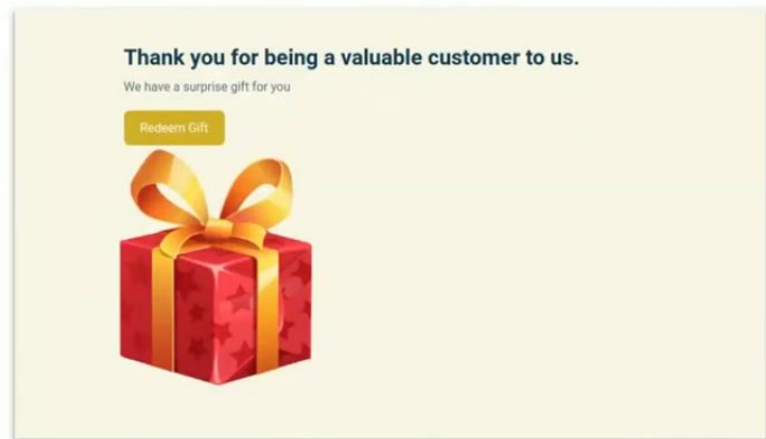 Thank you for being a valuable customer to us.
We have a surprise gift for you
Redeem Gift